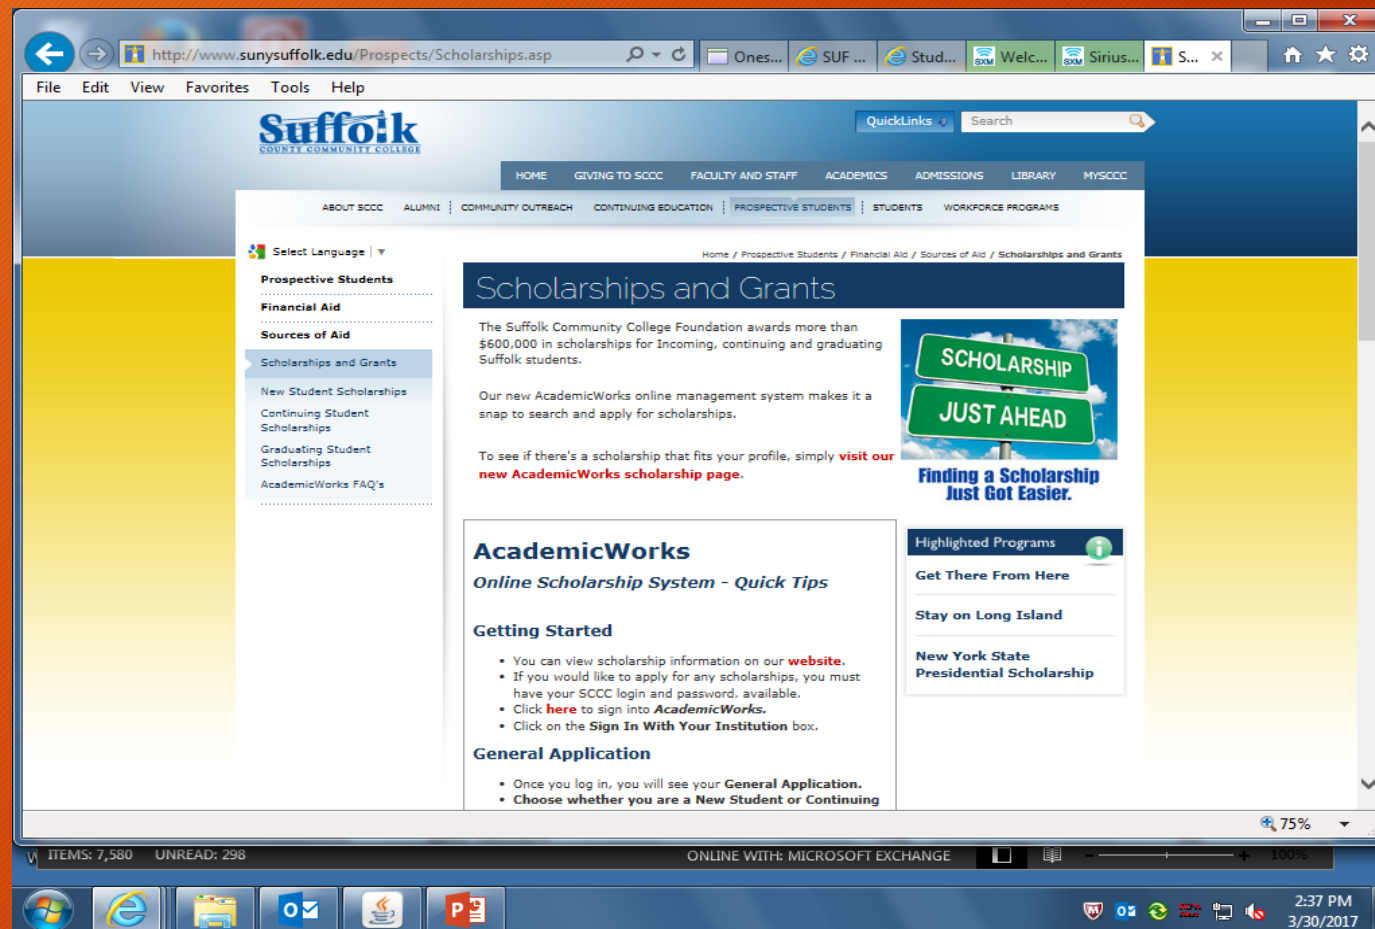 http://www.sunysuffolk.edu/Prospects/Scholarships.asp
Ones...
SUF ...
Stud...
Welc...
Sirius...
S...
File Edit View Favorites Tools Help
Suffolk
COUNTY COMMUNITY COLLEGE
QuickLinks
Search
HOME GIVING TO SCCC FACULTY AND STAFF ACADEMICS ADMISSIONS LIBRARY MYSCCC
ABOUT SCCC ALUMNI COMMUNITY OUTREACH CONTINUING EDUCATION PROSPECTIVE STUDENTS STUDENTS WORKFORCE PROGRAMS
Select Language
Home / Prospective Students / Financial Aid / Sources of Aid / Scholarships and Grants
Prospective Students
Financial Aid
Sources of Aid
Scholarships and Grants
New Student Scholarships
Continuing Student
Scholarships
Graduating Student
Scholarships
AcademicWorks FAQ's
Scholarships and Grants
The Suffolk Community College Foundation awards more than
$600,000 in scholarships for Incoming, continuing and graduating
Suffolk students.
Our new AcademicWorks online management system makes it a
snap to search and apply for scholarships.
To see if there's a scholarship that fits your profile, simply visit our
new AcademicWorks scholarship page.
SCHOLARSHIP
JUST AHEAD
Finding a Scholarship
Just Got Easier.
AcademicWorks
Online Scholarship System - Quick Tips
Getting Started
• You can view scholarship information on our website.
• If you would like to apply for any scholarships, you must
have your SCCC login and password. available.
• Click here to sign into AcademicWorks.
• Click on the Sign In With Your Institution box.
General Application
• Once you log in, you will see your General Application.
• Choose whether you are a New Student or Continuing
Highlighted Programs
Get There From Here
Stay on Long Island
New York State
Presidential Scholarship
75%
ITEMS: 7,580 UNREAD: 298
ONLINE WITH: MICROSOFT EXCHANGE
100%
2:37 PM
3/30/2017